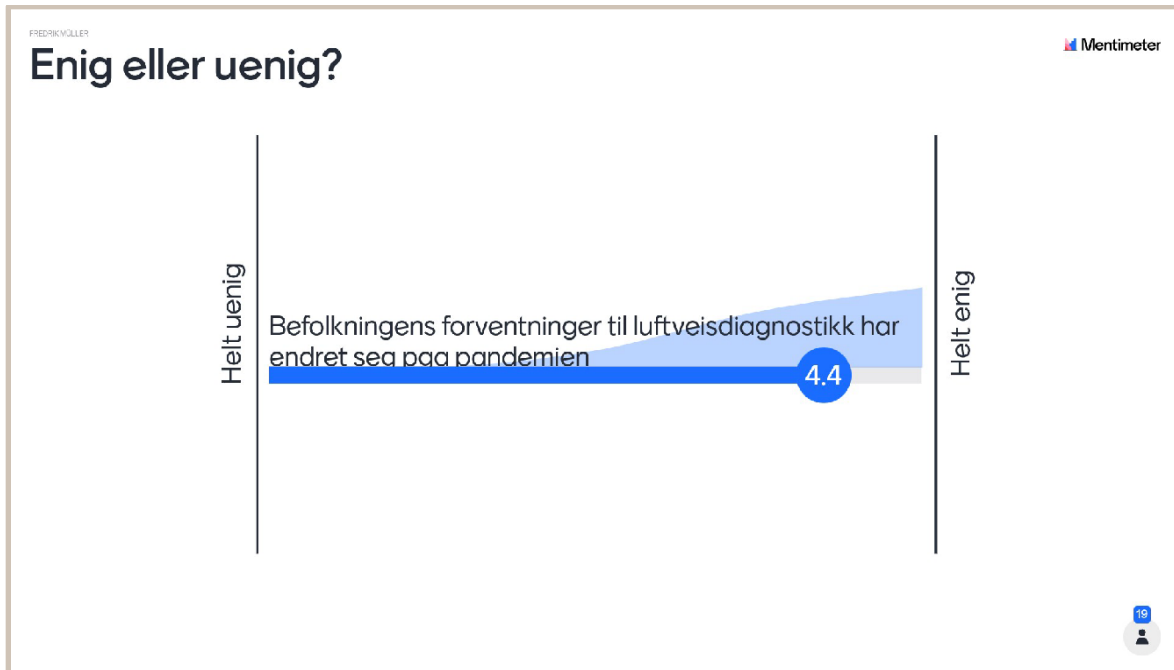 FREDRIK MÜLLER
Enig eller uenig?
Mentimeter
Helt uenig
Befolkningens forventninger til luftveisdiagnostikk har
endret seg pga pandemien
4.4
Helt enig
19